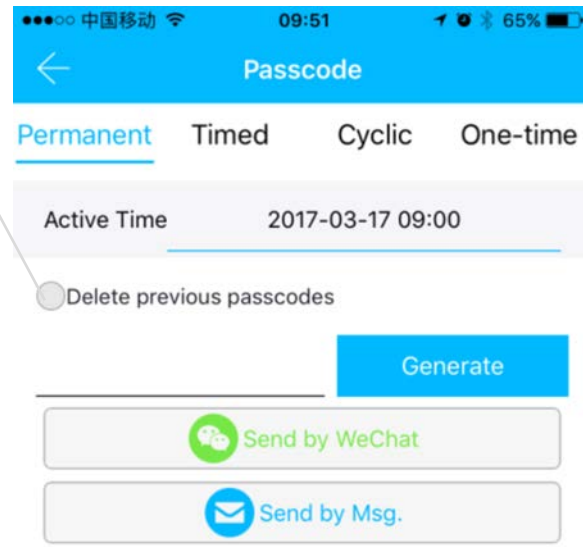 中国移动 09:51 65%
Passcode
Permanent Timed Cyclic One-time
Active Time 2017-03-17 09:00
Delete previous passcodes
Generate
Send by WeChat
Send by Msg.